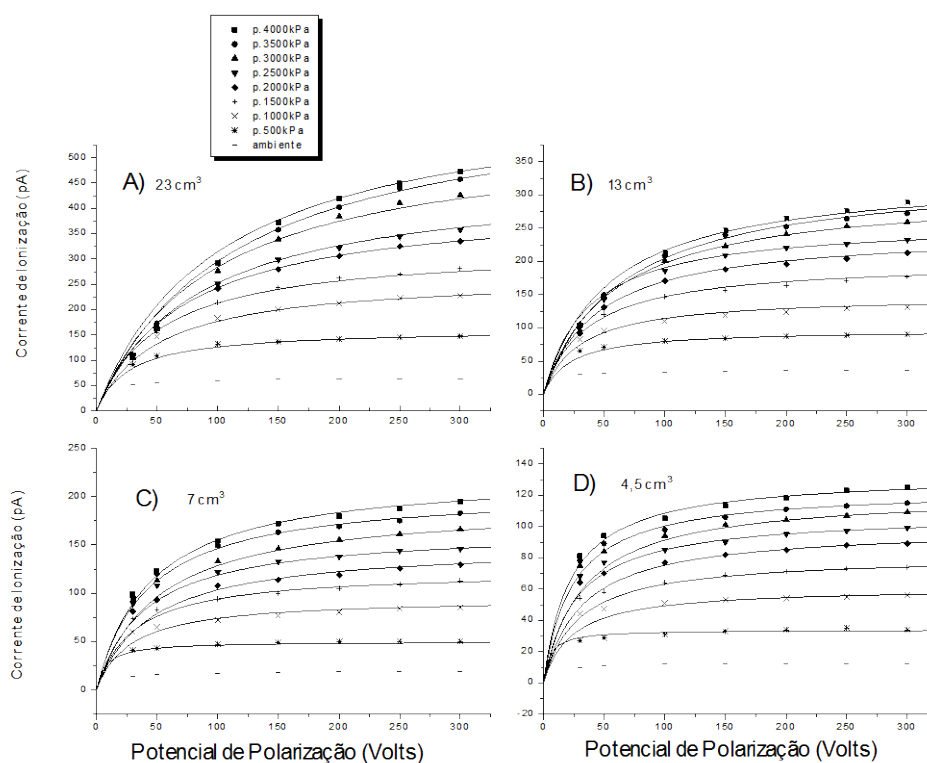 p. 4000kPa
p. 3500kPa
p. 3000kPa
p. 2500kPa
p. 2000kPa
p. 1500kPa
p. 1000kPa
p. 500kPa
ambiente
A) 23 cm³
500
450
400
350
300
250
200
150
100
50
0
0 50 100 150 200 250 300
Corrente de Ionização (pA)
B) 13 cm³
350
300
250
200
150
100
50
0
0 50 100 150 200 250 300
C) 7 cm³
250
200
150
100
50
0
0 50 100 150 200 250 300
Corrente de Ionização (pA)
Potencial de Polarização (Volts)
D) 4,5 cm³
140
120
100
80
60
40
20
0
-20
0 50 100 150 200 250 300
Potencial de Polarização (Volts)